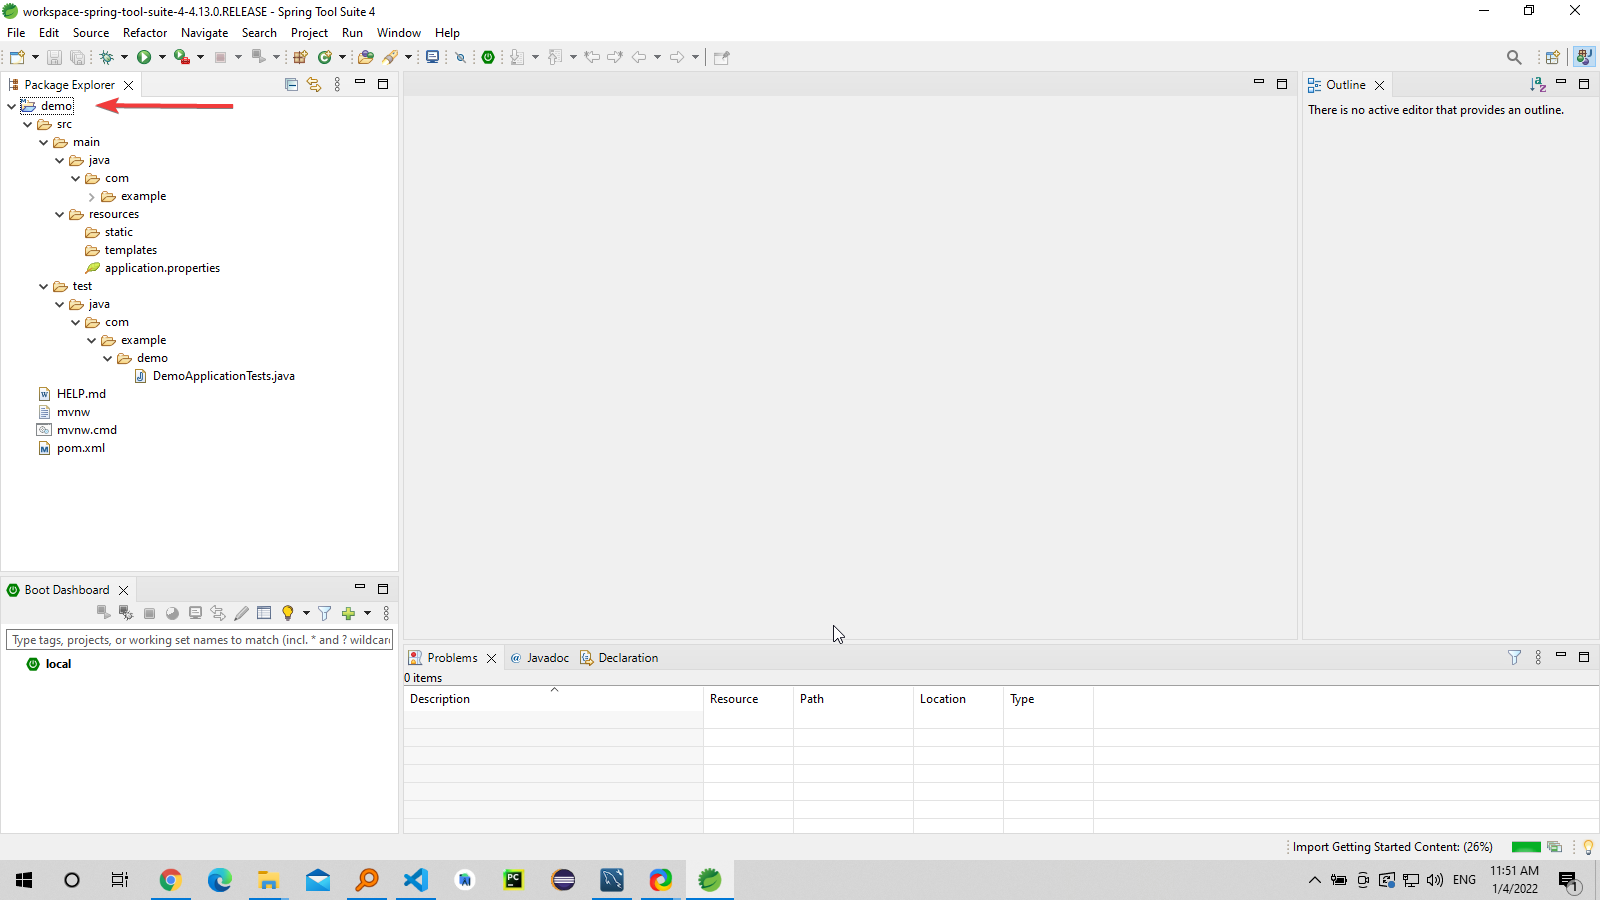 workspace-spring-tool-suite-4-4.13.0.RELEASE - Spring Tool Suite 4
File Edit Source Refactor Navigate Search Project Run Window Help
Package Explorer
Outline
demo
There is no active editor that provides an outline.
src
main
java
com
example
resources
static
templates
application.properties
test
java
com
example
demo
DemoApplicationTests.java
HELP.md
mvnw
mvnw.cmd
pom.xml
Boot Dashboard
Type tags, projects, or working set names to match (incl. * and ? wildcard
local
Problems @ Javadoc Declaration
0 items
Description Resource Path Location Type
Import Getting Started Content: (26%)
ENG
11:51 AM
1/4/2022
1